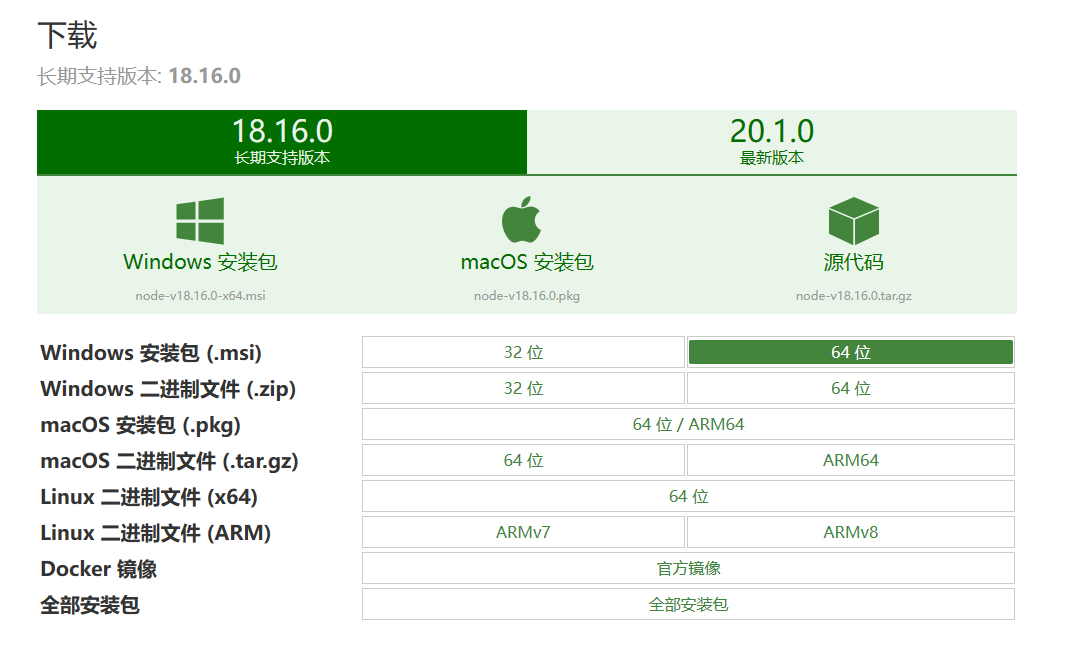 下载
长期支持版本: 18.16.0
18.16.0
长期支持版本
20.1.0
最新版本
Windows 安装包
node-v18.16.0-x64.msi
macOS 安装包
node-v18.16.0.pkg
源代码
node-v18.16.0.tar.gz
Windows 安装包 (.msi) 32 位 64 位
Windows 二进制文件 (.zip) 32 位 64 位
macOS 安装包 (.pkg) 64 位 / ARM64
macOS 二进制文件 (.tar.gz) 64 位 ARM64
Linux 二进制文件 (x64) 64 位
Linux 二进制文件 (ARM) ARMv7 ARMv8
Docker 镜像 官方镜像
全部安装包 全部安装包